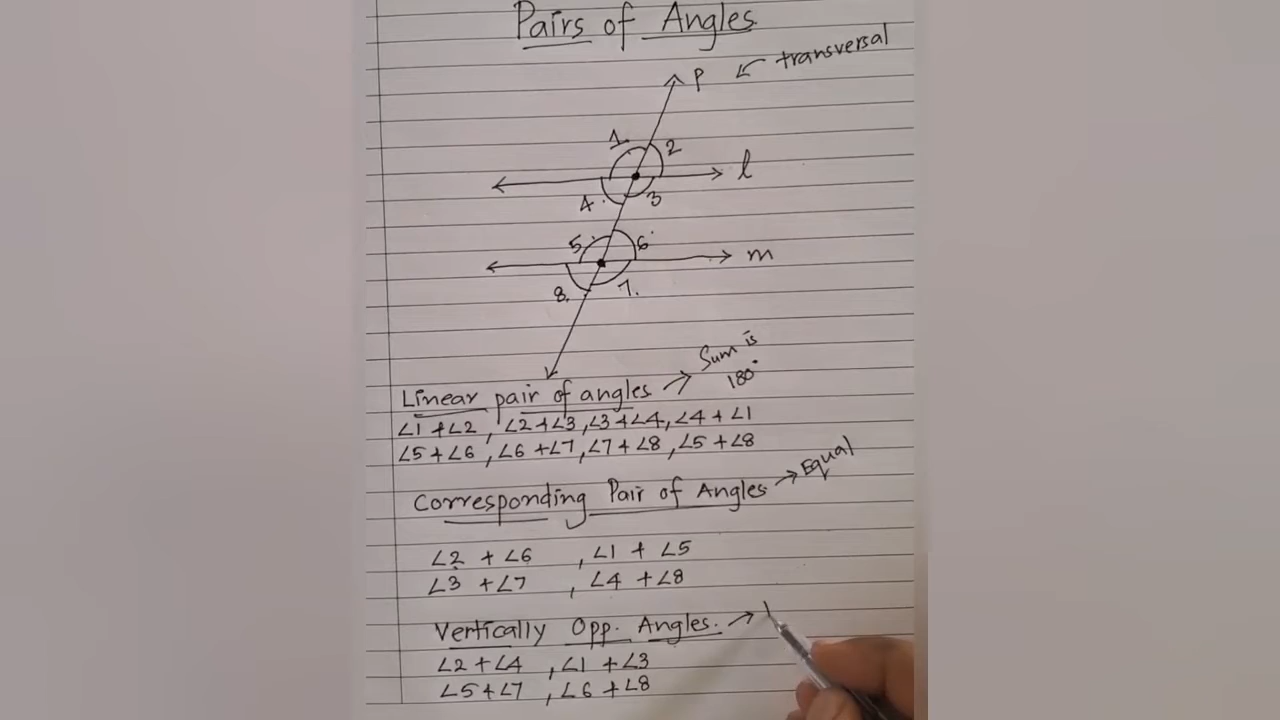 Pairs of Angles
p ↙ transversal
1. 2
l
4. 3
5. 6.
m
8. 7.
Sum is
180°
Linear pair of angles →
∠1 + ∠2 , ∠2 + ∠3 , ∠3 + ∠4 , ∠4 + ∠1
∠5 + ∠6 , ∠6 + ∠7 , ∠7 + ∠8 , ∠5 + ∠8
Corresponding Pair of Angles → Equal
∠2 + ∠6 , ∠1 + ∠5
∠3 + ∠7 , ∠4 + ∠8
Vertically Opp. Angles. →
∠2 + ∠4 , ∠1 + ∠3
∠5 + ∠7 , ∠6 + ∠8